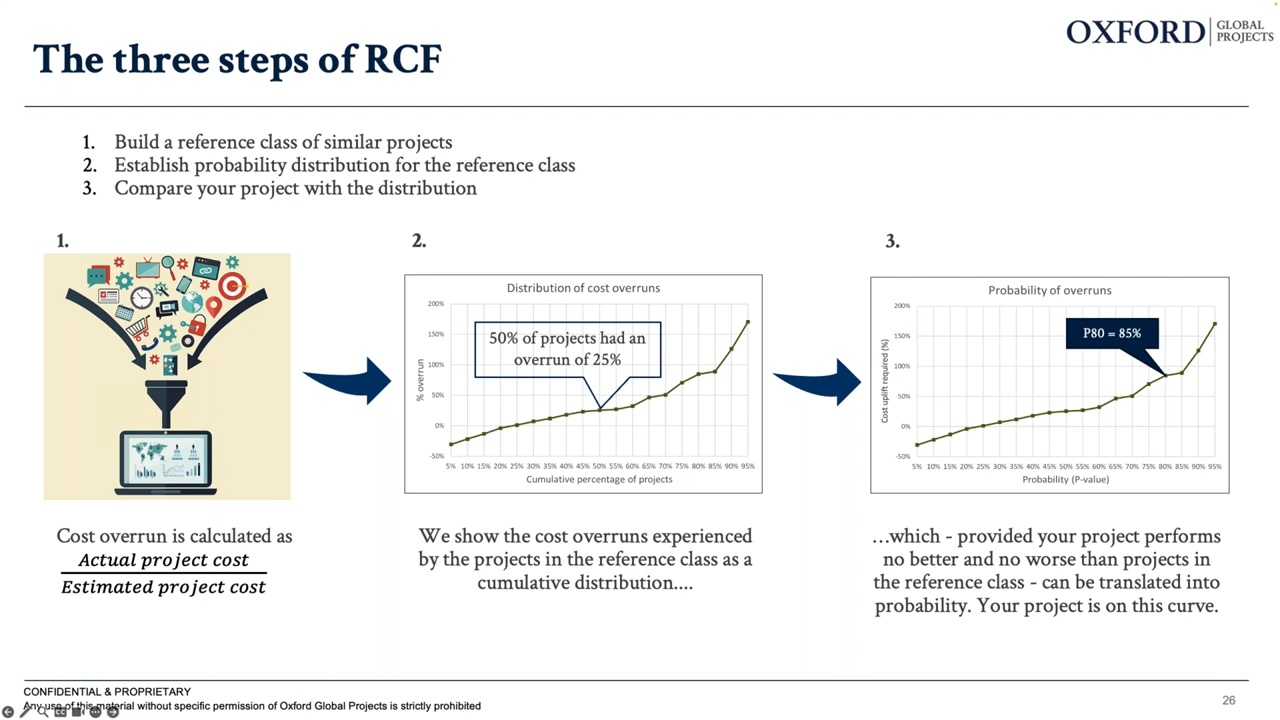 The three steps of RCF
OXFORD
GLOBAL
PROJECTS
1. Build a reference class of similar projects
2. Establish probability distribution for the reference class
3. Compare your project with the distribution
1.
Cost overrun is calculated as
Actual project cost
Estimated project cost
2.
Distribution of cost overruns
200%
150%
100%
50%
0%
-50%
% overrun
50% of projects had an
overrun of 25%
5% 10% 15% 20% 25% 30% 35% 40% 45% 50% 55% 60% 65% 70% 75% 80% 85% 90% 95%
Cumulative percentage of projects
We show the cost overruns experienced
by the projects in the reference class as a
cumulative distribution....
3.
Probability of overruns
200%
150%
100%
50%
0%
-50%
Cost uplift required (%)
P80 = 85%
5% 10% 15% 20% 25% 30% 35% 40% 45% 50% 55% 60% 65% 70% 75% 80% 85% 90% 95%
Probability (P-value)
...which - provided your project performs
no better and no worse than projects in
the reference class - can be translated into
probability. Your project is on this curve.
CONFIDENTIAL & PROPRIETARY
Any use of this material without specific permission of Oxford Global Projects is strictly prohibited
26